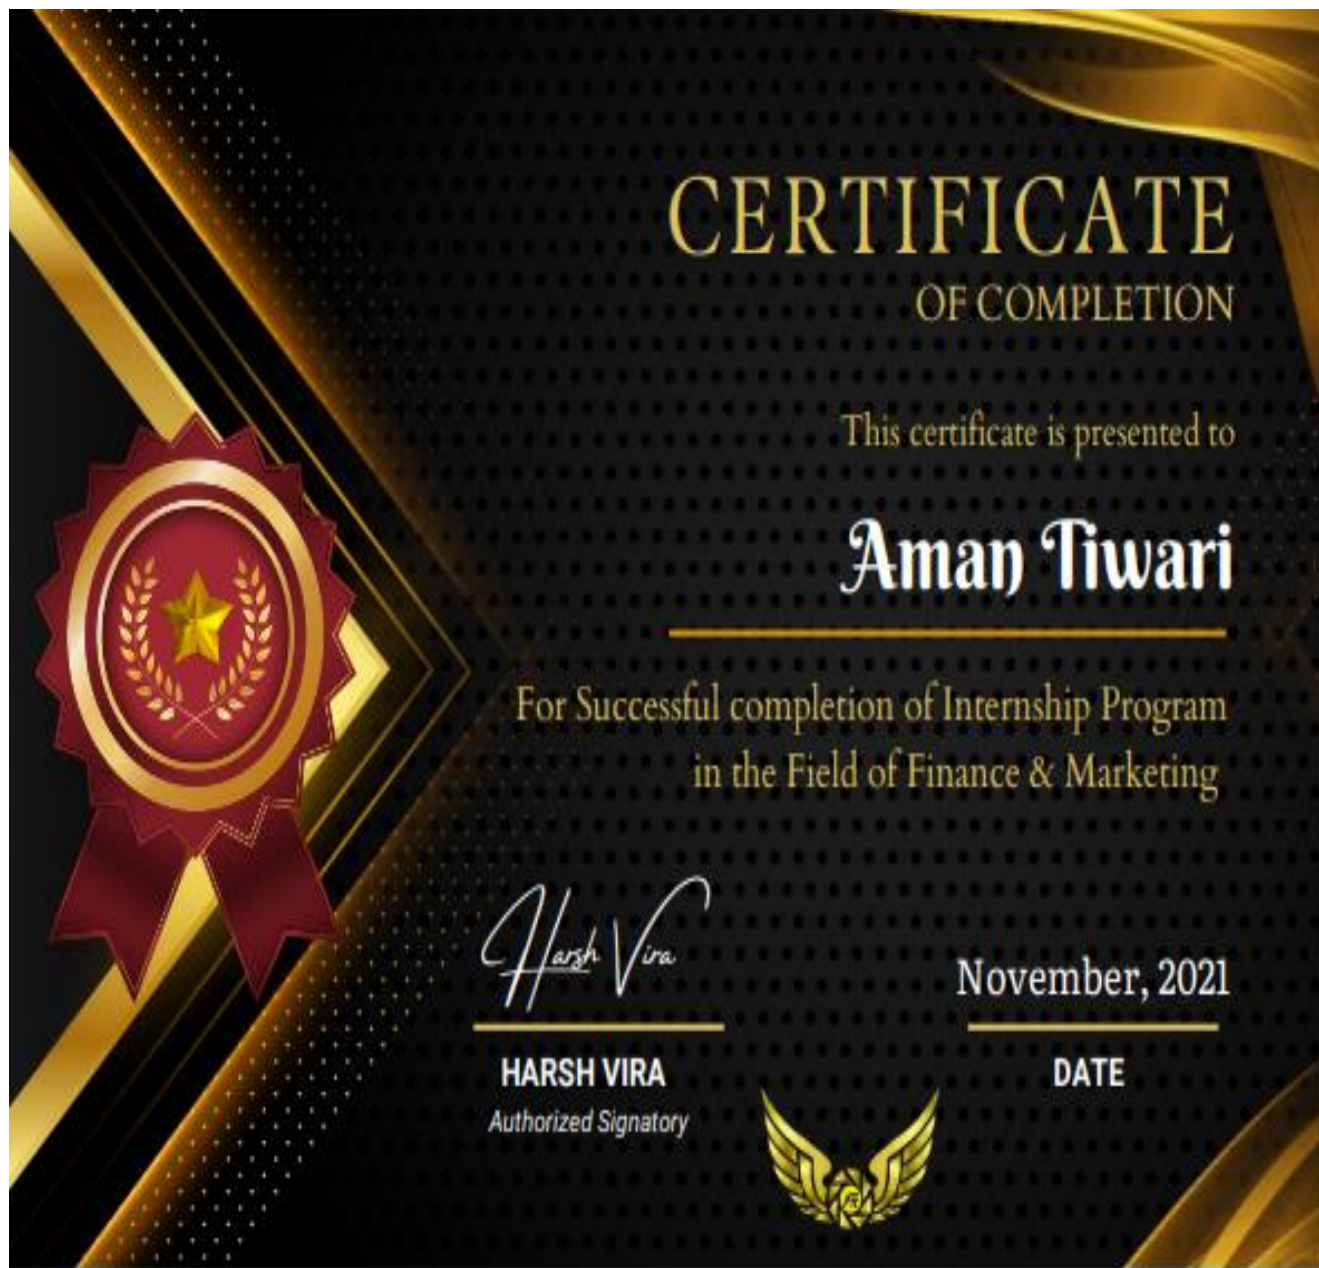 CERTIFICATE
OF COMPLETION
This certificate is presented to
Aman Tiwari
For Successful completion of Internship Program
in the Field of Finance & Marketing
Harsh Vira
HARSH VIRA
Authorized Signatory
November, 2021
DATE